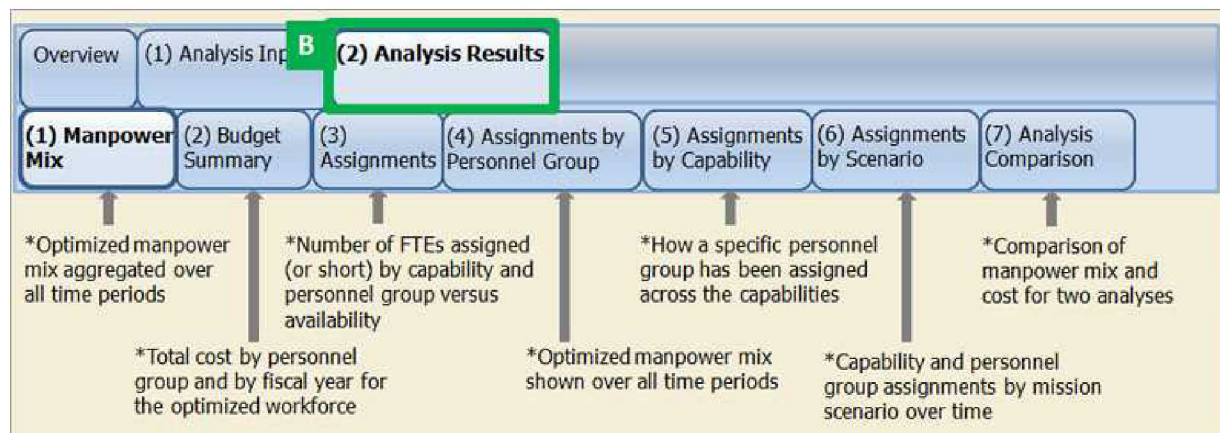 Overview
(1) Analysis Inp
B
(2) Analysis Results
(1) Manpower
Mix
(2) Budget
Summary
(3)
Assignments
(4) Assignments by
Personnel Group
(5) Assignments
by Capability
(6) Assignments
by Scenario
(7) Analysis
Comparison
*Optimized manpower
mix aggregated over
all time periods
*Total cost by personnel
group and by fiscal year for
the optimized workforce
*Number of FTEs assigned
(or short) by capability and
personnel group versus
availability
*Optimized manpower mix
shown over all time periods
*How a specific personnel
group has been assigned
across the capabilities
*Capability and personnel
group assignments by mission
scenario over time
*Comparison of
manpower mix and
cost for two analyses